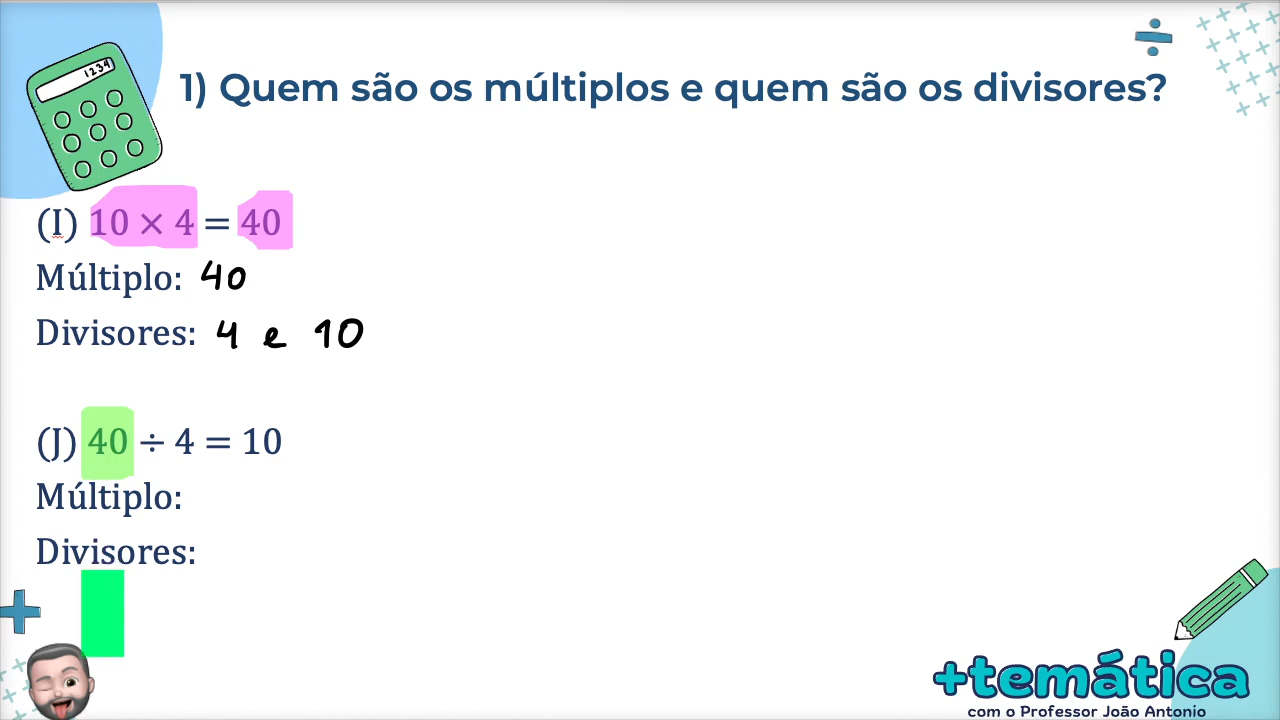 1234
1) Quem são os múltiplos e quem são os divisores?
(I) 10 × 4 = 40
Múltiplo: 40
Divisores: 4 e 10
(J) 40 ÷ 4 = 10
Múltiplo:
Divisores:
+temática
com o Professor João Antonio